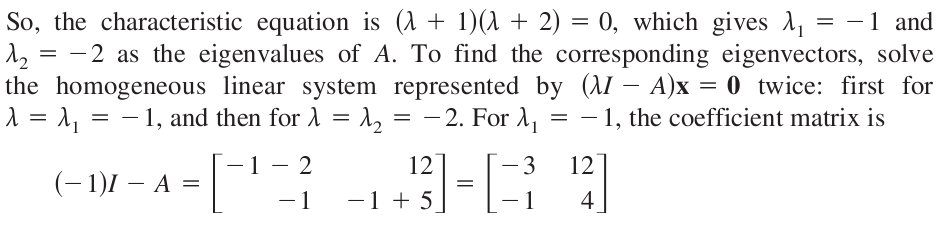 So, the characteristic equation is (λ + 1)(λ + 2) = 0, which gives λ₁ = −1 and
λ₂ = −2 as the eigenvalues of A. To find the corresponding eigenvectors, solve
the homogeneous linear system represented by (λI − A)x = 0 twice: first for
λ = λ₁ = −1, and then for λ = λ₂ = −2. For λ₁ = −1, the coefficient matrix is
(−1)I − A = [−1 − 2 12; −1 −1 + 5] = [−3 12; −1 4]